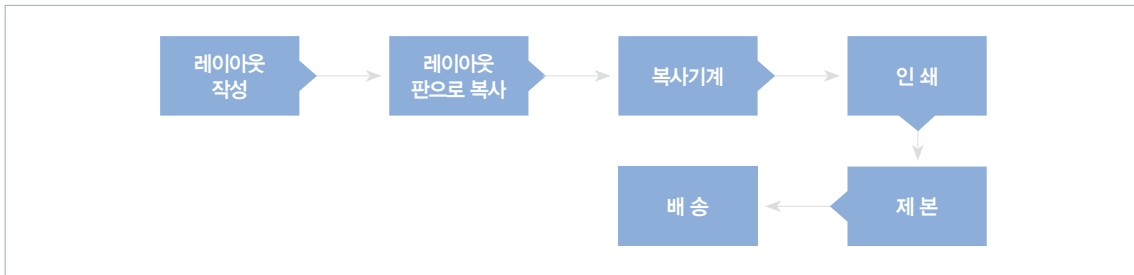 레이아웃
작성
레이아웃
판으로 복사
복사기계
인 쇄
제 본
배 송